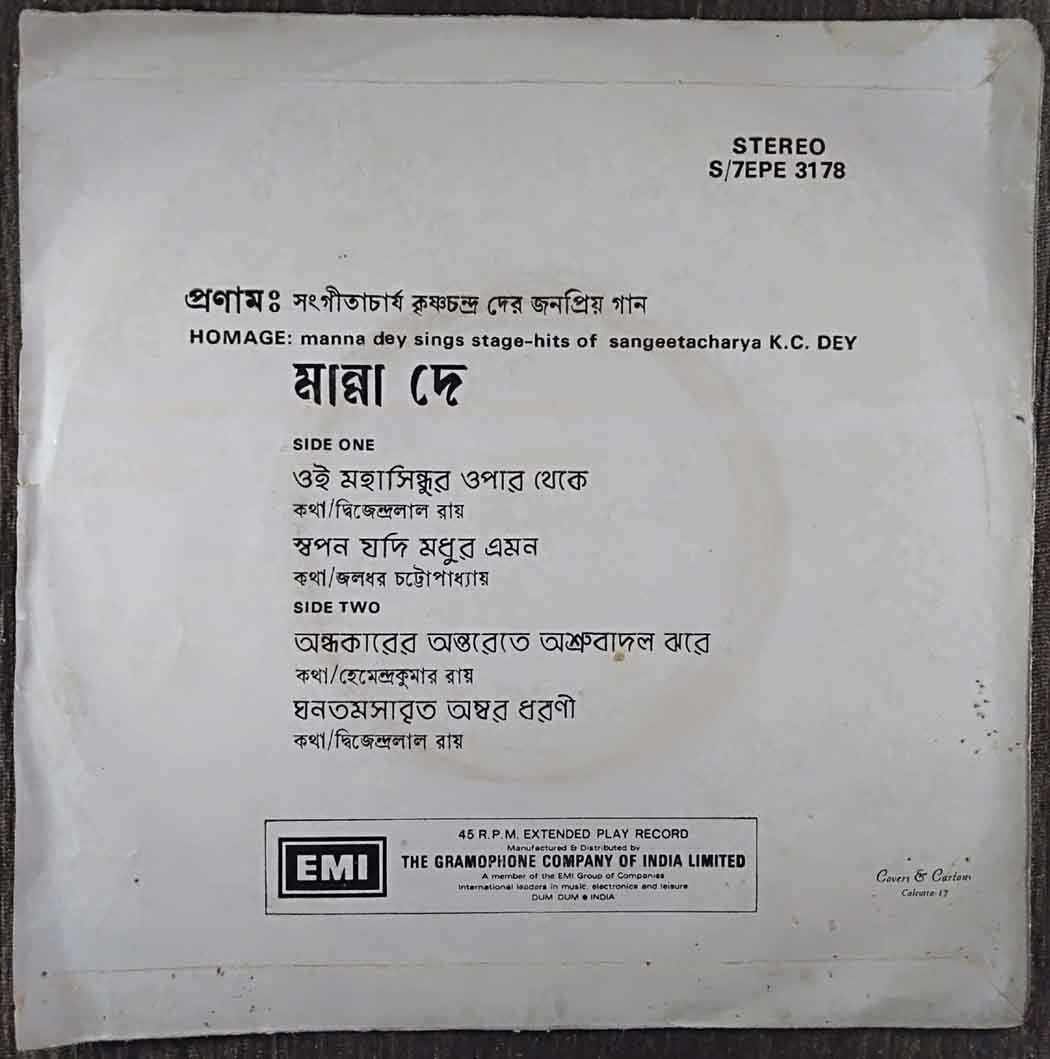 STEREO
S/7EPE 3178
প্রণামঃ সংগীতাচার্য কৃষ্ণচন্দ্র দের জনপ্রিয় গান
HOMAGE: manna dey sings stage-hits of sangeetacharya K.C. DEY
মান্না দে
SIDE ONE
ওই মহাসিন্ধুর ওপার থেকে
কথা/দ্বিজেন্দ্রলাল রায়
স্বপন যদি মধুর এমন
কথা/জলধর চট্টোপাধ্যায়
SIDE TWO
অন্ধকারের অন্তরেতে অশ্রুবাদল ঝরে
কথা/হেমেন্দ্রকুমার রায়
ঘনতমসাবৃত অম্বর ধরণী
কথা/দ্বিজেন্দ্রলাল রায়
EMI
45 R.P.M. EXTENDED PLAY RECORD
Manufactured & Distributed by
THE GRAMOPHONE COMPANY OF INDIA LIMITED
A member of the EMI Group of Companies
International leaders in music, electronics and leisure
DUM DUM ● INDIA
Covers & Cartons
Calcutta-17